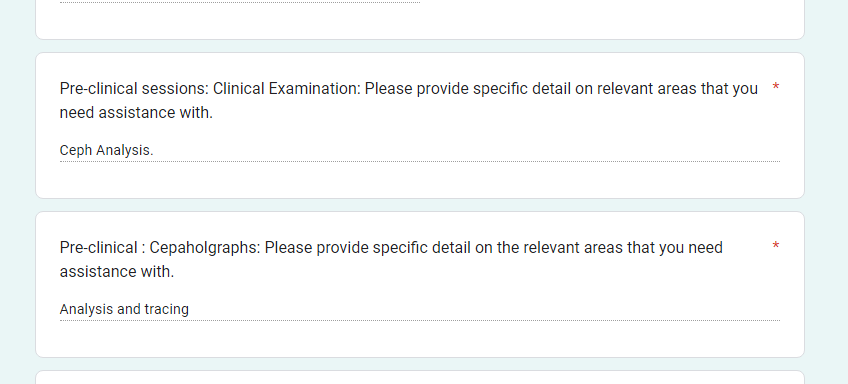 Pre-clinical sessions: Clinical Examination: Please provide specific detail on relevant areas that you *
need assistance with.
Ceph Analysis.
Pre-clinical : Cepaholgraphs: Please provide specific detail on the relevant areas that you need *
assistance with.
Analysis and tracing